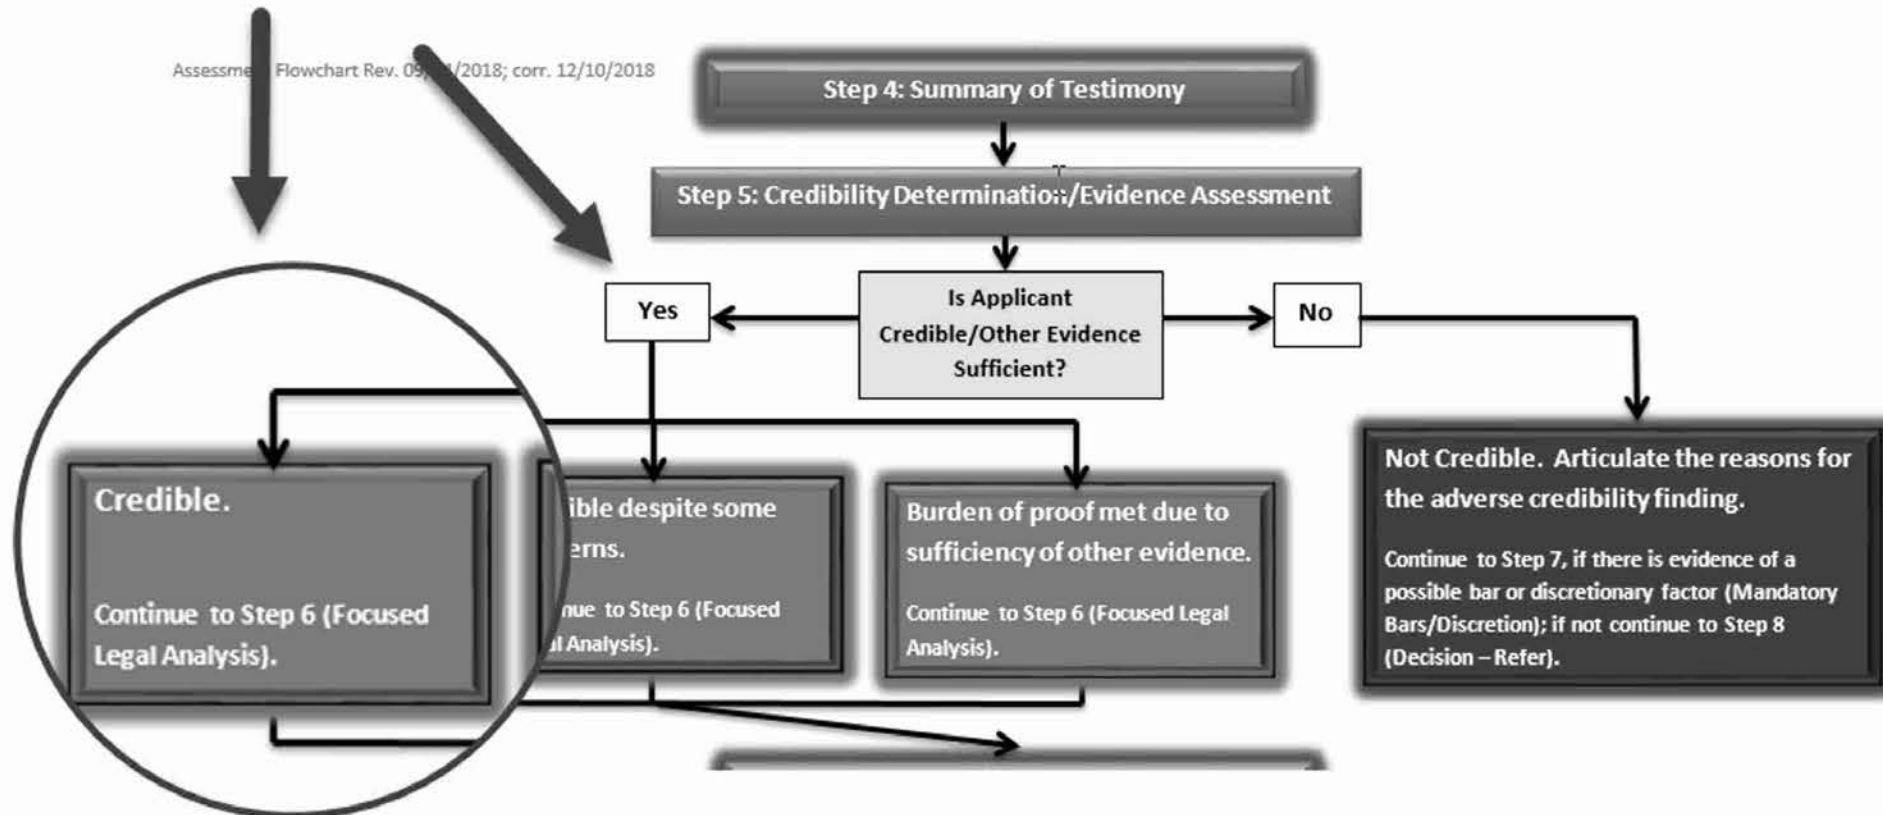 Assessme Flowchart Rev. 09/ 1/2018; corr. 12/10/2018
Step 4: Summary of Testimony
Step 5: Credibility Determination/Evidence Assessment
Is Applicant
Credible/Other Evidence
Sufficient?
Yes
No
Credible.
Continue to Step 6 (Focused
Legal Analysis).
ible despite some
erns.
nue to Step 6 (Focused
Analysis).
Burden of proof met due to
sufficiency of other evidence.
Continue to Step 6 (Focused Legal
Analysis).
Not Credible. Articulate the reasons for
the adverse credibility finding.
Continue to Step 7, if there is evidence of a
possible bar or discretionary factor (Mandatory
Bars/Discretion); if not continue to Step 8
(Decision – Refer).